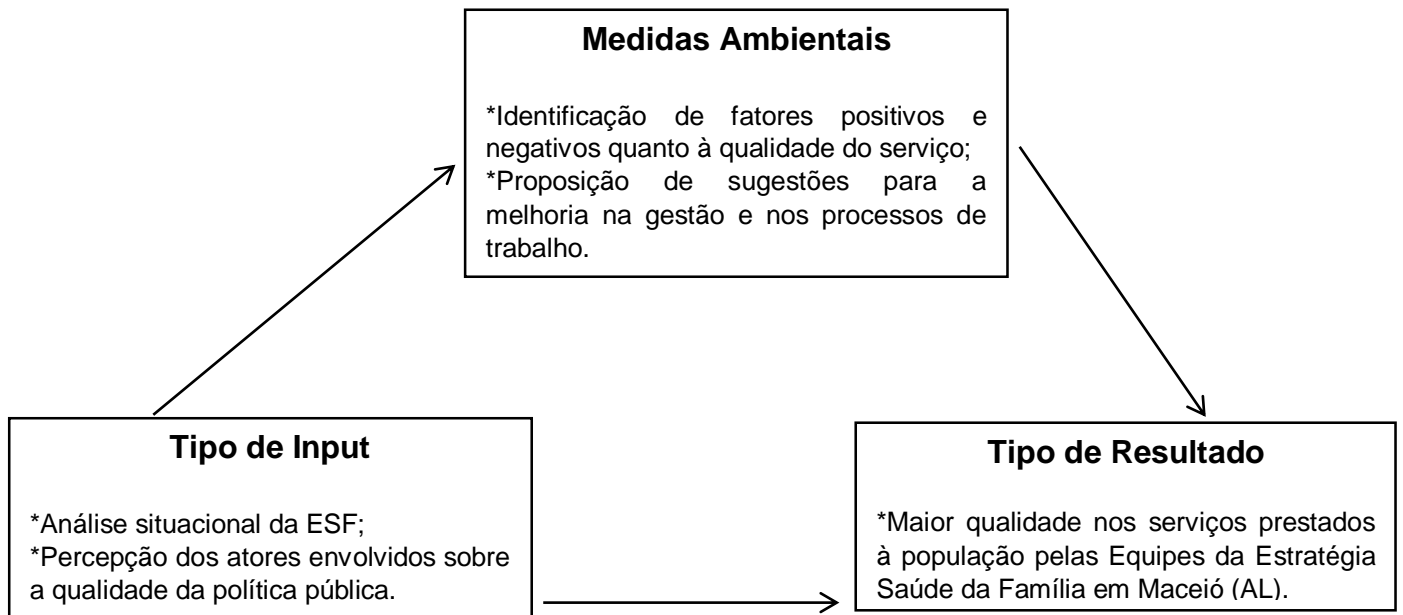 Medidas Ambientais
*Identificação de fatores positivos e
negativos quanto à qualidade do serviço;
*Proposição de sugestões para a
melhoria na gestão e nos processos de
trabalho.
Tipo de Input
*Análise situacional da ESF;
*Percepção dos atores envolvidos sobre
a qualidade da política pública.
Tipo de Resultado
*Maior qualidade nos serviços prestados
à população pelas Equipes da Estratégia
Saúde da Família em Maceió (AL).